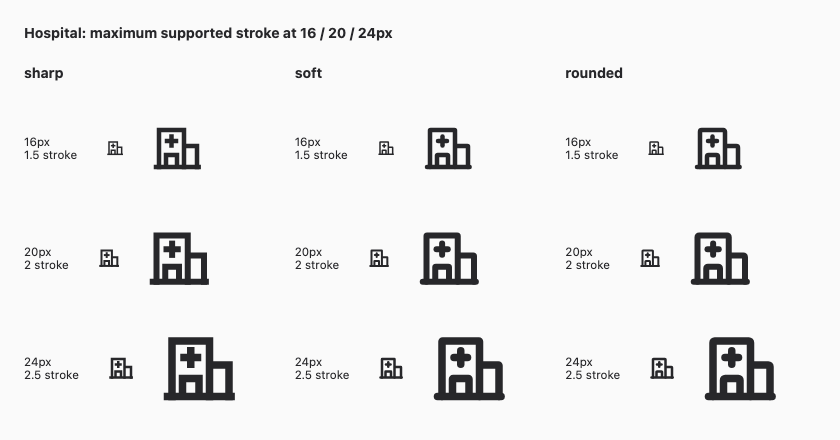 Hospital: maximum supported stroke at 16 / 20 / 24px
sharp
soft
rounded
16px
1.5 stroke
16px
1.5 stroke
16px
1.5 stroke
20px
2 stroke
20px
2 stroke
20px
2 stroke
24px
2.5 stroke
24px
2.5 stroke
24px
2.5 stroke